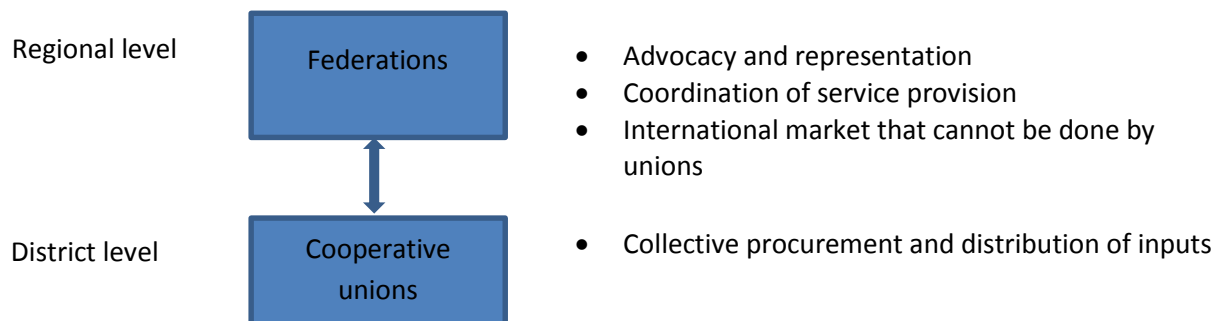 Regional level
Federations
• Advocacy and representation
• Coordination of service provision
• International market that cannot be done by
unions
District level
Cooperative
unions
• Collective procurement and distribution of inputs